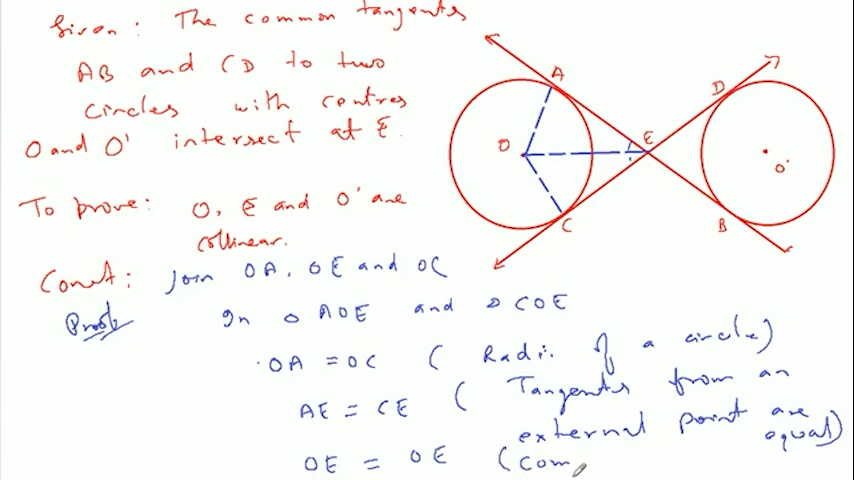 Given: The common tangents
AB and CD to two
circles with centres
O and O' intersect at E.
To prove: O, E and O' are
collinear.
Const: Join OA, OE and OC
Proof In △ AOE and △ COE
OA = OC ( Radii of a circle)
AE = CE ( Tangents from an
external point are
equal)
OE = OE (com
A
D
O
E
O'
C
B